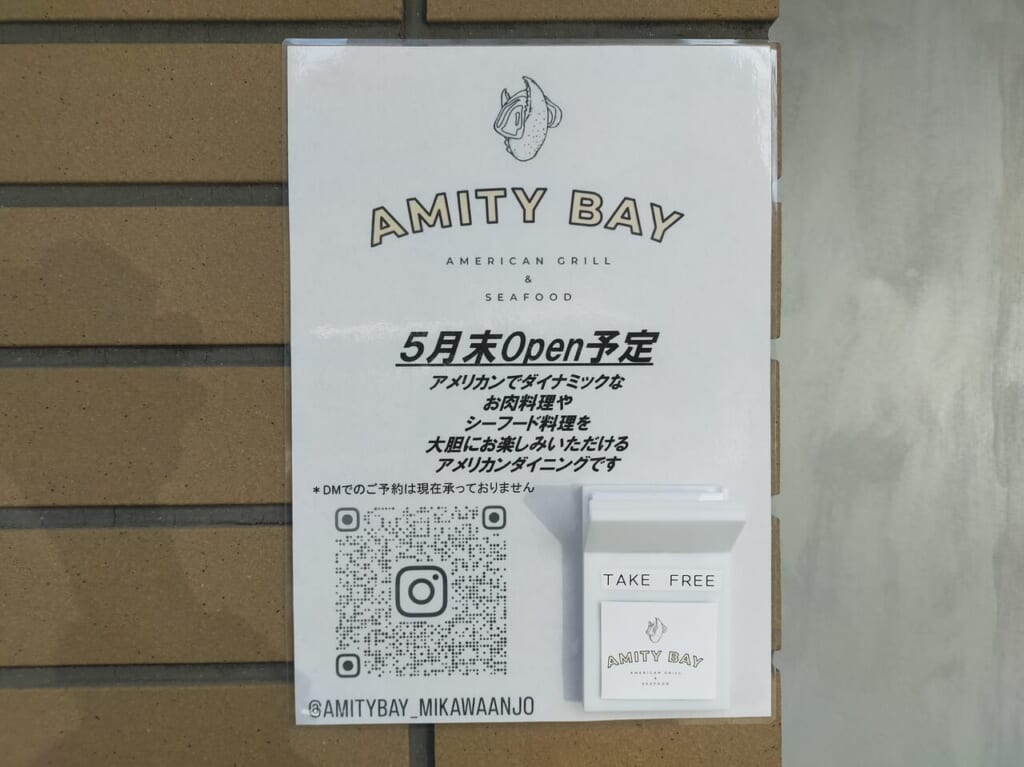 AMITY BAY
AMERICAN GRILL
&
SEAFOOD
5月末Open予定
アメリカンでダイナミックな
お肉料理や
シーフード料理を
大胆にお楽しみいただける
アメリカンダイニングです
*DMでのご予約は現在承っておりません
@AMITYBAY_MIKAWAANJO
TAKE FREE
AMITY BAY
AMERICAN GRILL
&
SEAFOOD